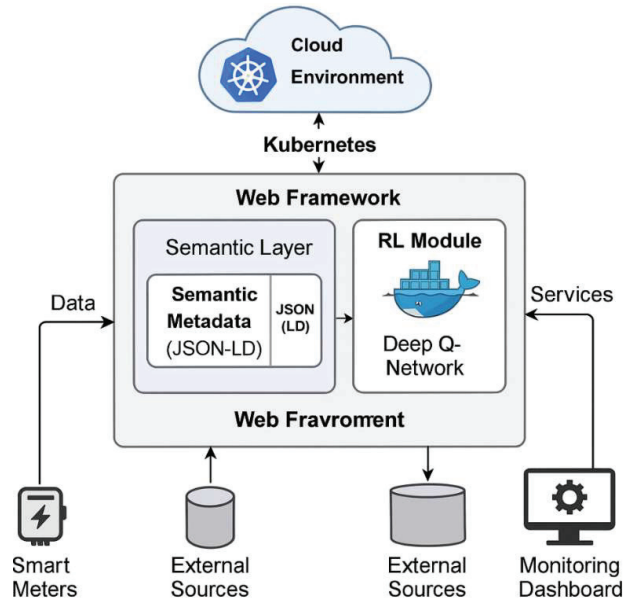 Cloud
Environment
Kubernetes
Web Framework
Semantic Layer
Semantic
Metadata
(JSON-LD)
JSON
(LD)
RL Module
Deep Q-
Network
Data
Services
Web Fravroment
Smart
Meters
External
Sources
External
Sources
Monitoring
Dashboard